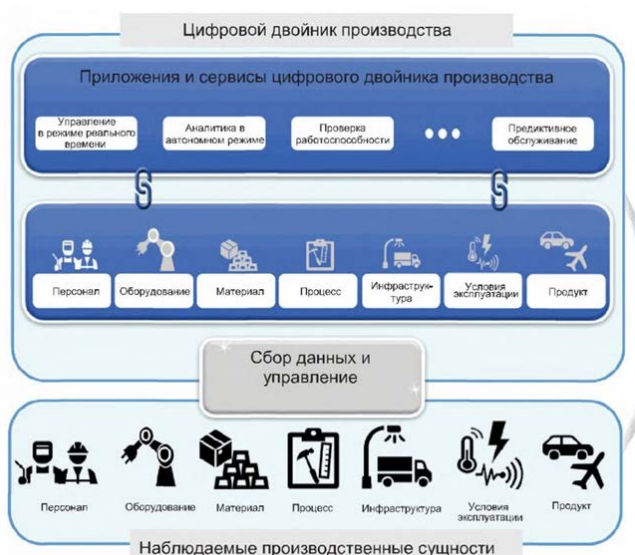 Цифровой двойник производства
Приложения и сервисы цифрового двойника производства
Управление
в режиме реального
времени
Аналитика в
автономном режиме
Проверка
работоспособности
Предиктивное
обслуживание
Персонал
Оборудование
Материал
Процесс
Инфраструк-
тура
Условия
эксплуатации
Продукт
Сбор данных и
управление
Персонал
Оборудование
Материал
Процесс
Инфраструктура
Условия
эксплуатации
Продукт
Наблюдаемые производственные сущности